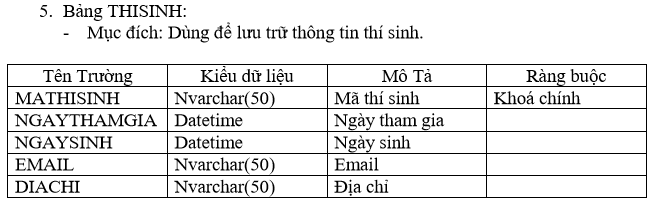 5. Bảng THISINH:
- Mục đích: Dùng để lưu trữ thông tin thí sinh.
Tên Trường Kiểu dữ liệu Mô Tả Ràng buộc
MATHISINH Nvarchar(50) Mã thí sinh Khoá chính
NGAYTHAMGIA Datetime Ngày tham gia
NGAYSINH Datetime Ngày sinh
EMAIL Nvarchar(50) Email
DIACHI Nvarchar(50) Địa chỉ